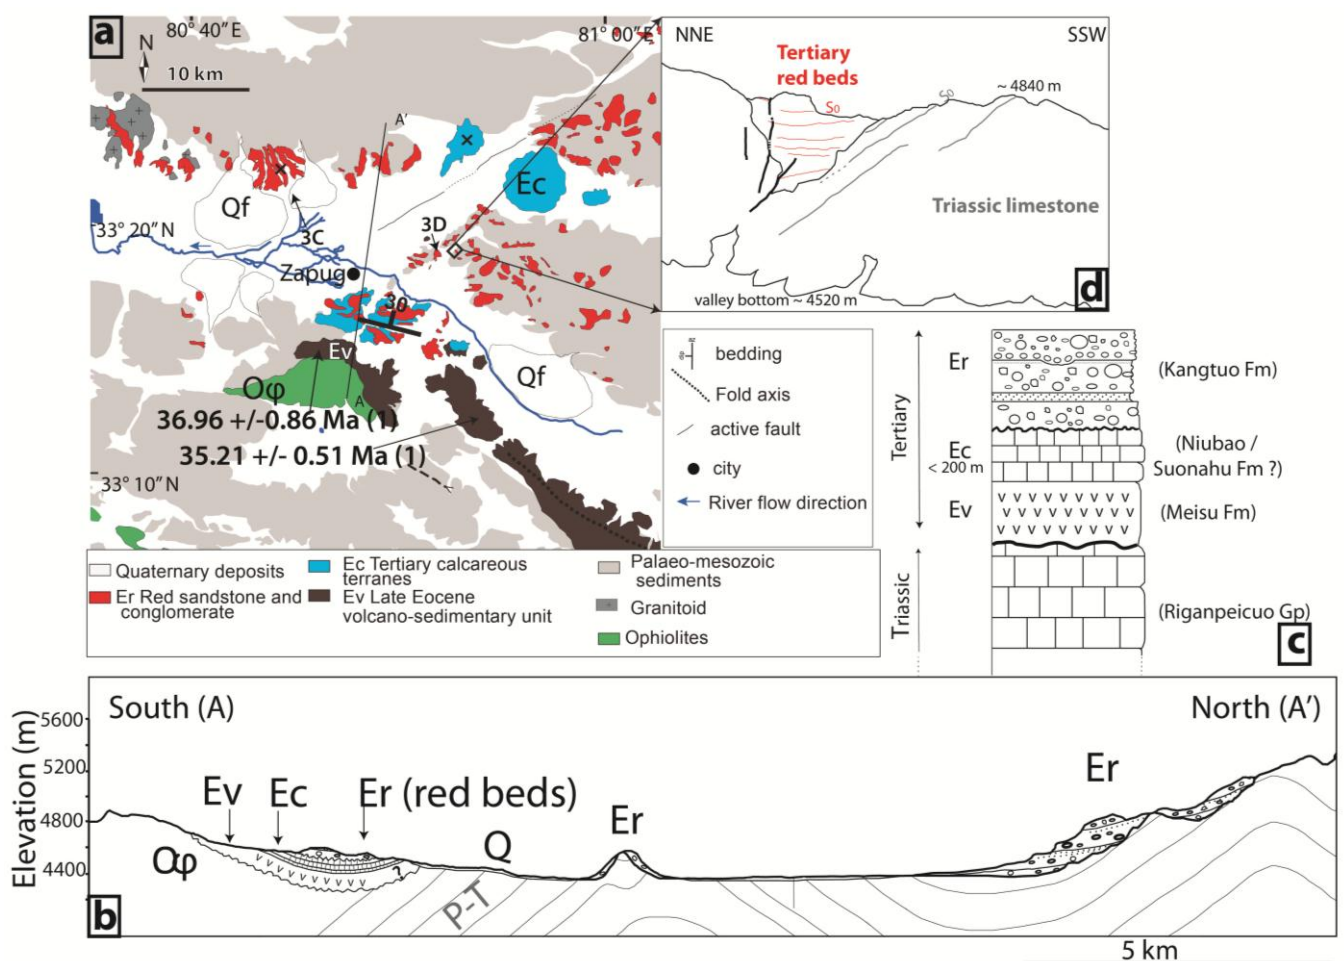 a
80° 40" E
81° 00' E
N
10 km
A'
Ec
Qf
33° 20" N
3C
3D
Zapug
30
Ev
Oφ
A
Qf
36.96 +/-0.86 Ma (1)
35.21 +/- 0.51 Ma (1)
33° 10" N
NNE
SSW
Tertiary
red beds
S0
S0
~ 4840 m
Triassic limestone
valley bottom ~ 4520 m
d
bedding
Fold axis
active fault
city
River flow direction
Quaternary deposits
Er Red sandstone and
conglomerate
Ec Tertiary calcareous
terranes
Ev Late Eocene
volcano-sedimentary unit
Palaeo-mesozoic
sediments
Granitoid
Ophiolites
Tertiary
Triassic
Er
(Kangtuo Fm)
Ec
< 200 m
(Niubao /
Suonahu Fm ?)
Ev
(Meisu Fm)
(Riganpeicuo Gp)
c
South (A)
North (A')
Elevation (m)
5600
5200
4800
4400
Ev
Ec
Er (red beds)
Oφ
Q
Er
Er
P-T
?
b
5 km